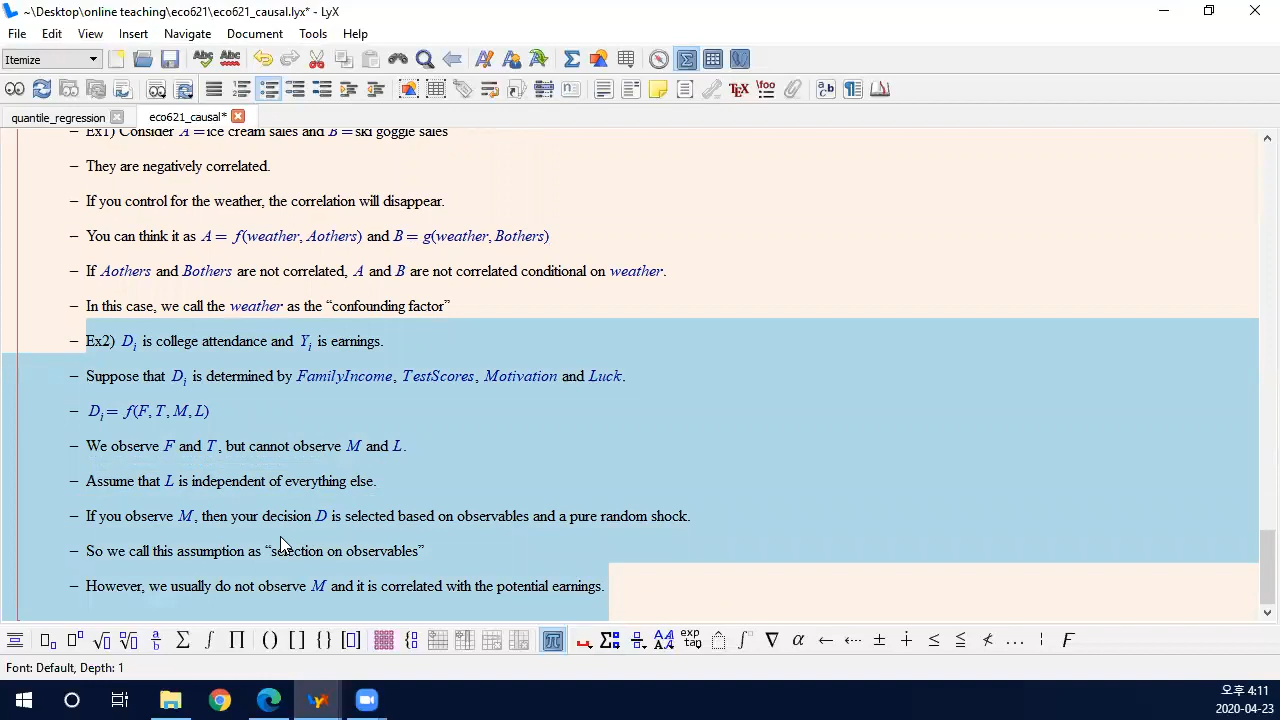 ~\Desktop\online teaching\eco621\eco621_causal.lyx* - LyX
File Edit View Insert Navigate Document Tools Help
Itemize
quantile_regression eco621_causal*
– Ex1) Consider A =ice cream sales and B =ski goggle sales
– They are negatively correlated.
– If you control for the weather, the correlation will disappear.
– You can think it as A = f(weather, Aothers) and B = g(weather, Bothers)
– If Aothers and Bothers are not correlated, A and B are not correlated conditional on weather.
– In this case, we call the weather as the “confounding factor”
– Ex2) D_i is college attendance and Y_i is earnings.
– Suppose that D_i is determined by FamilyIncome, TestScores, Motivation and Luck.
– D_i = f(F, T, M, L)
– We observe F and T, but cannot observe M and L.
– Assume that L is independent of everything else.
– If you observe M, then your decision D is selected based on observables and a pure random shock.
– So we call this assumption as “selection on observables”
– However, we usually do not observe M and it is correlated with the potential earnings.
Font: Default, Depth: 1
오후 4:11
2020-04-23